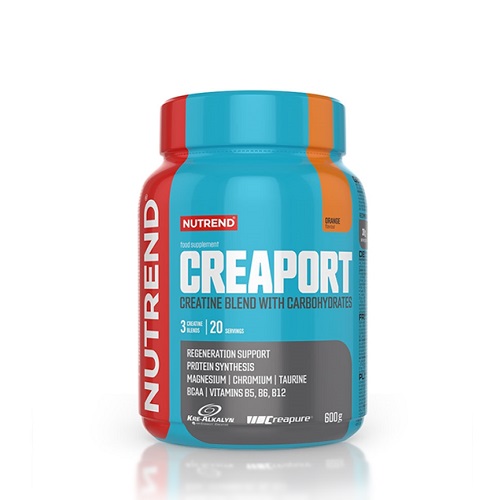 NUTREND
NUTREND
ORANGE
food supplement
CREAPORT
CREATINE BLEND WITH CARBOHYDRATES
3 CREATINE BLENDS | 20 SERVINGS
REGENERATION SUPPORT
PROTEIN SYNTHESIS
MAGNESIUM | CHROMIUM | TAURINE
BCAA | VITAMINS B5, B6, B12
KRE-ALKALYN
Creapure
600g